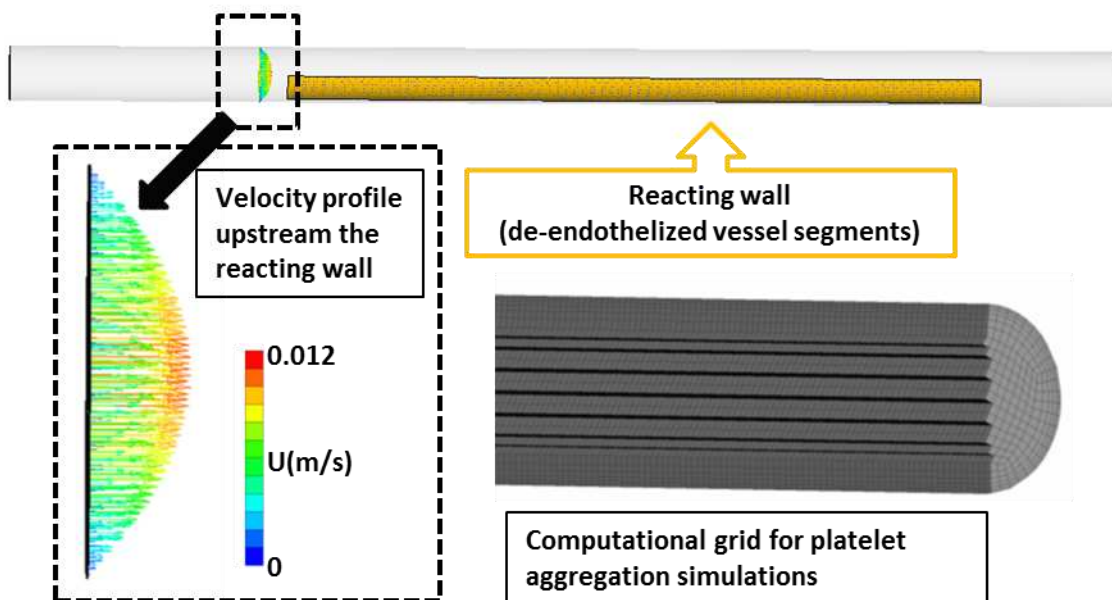 Velocity profile
upstream the
reacting wall
Reacting wall
(de-endothelized vessel segments)
0.012
U(m/s)
0
Computational grid for platelet
aggregation simulations